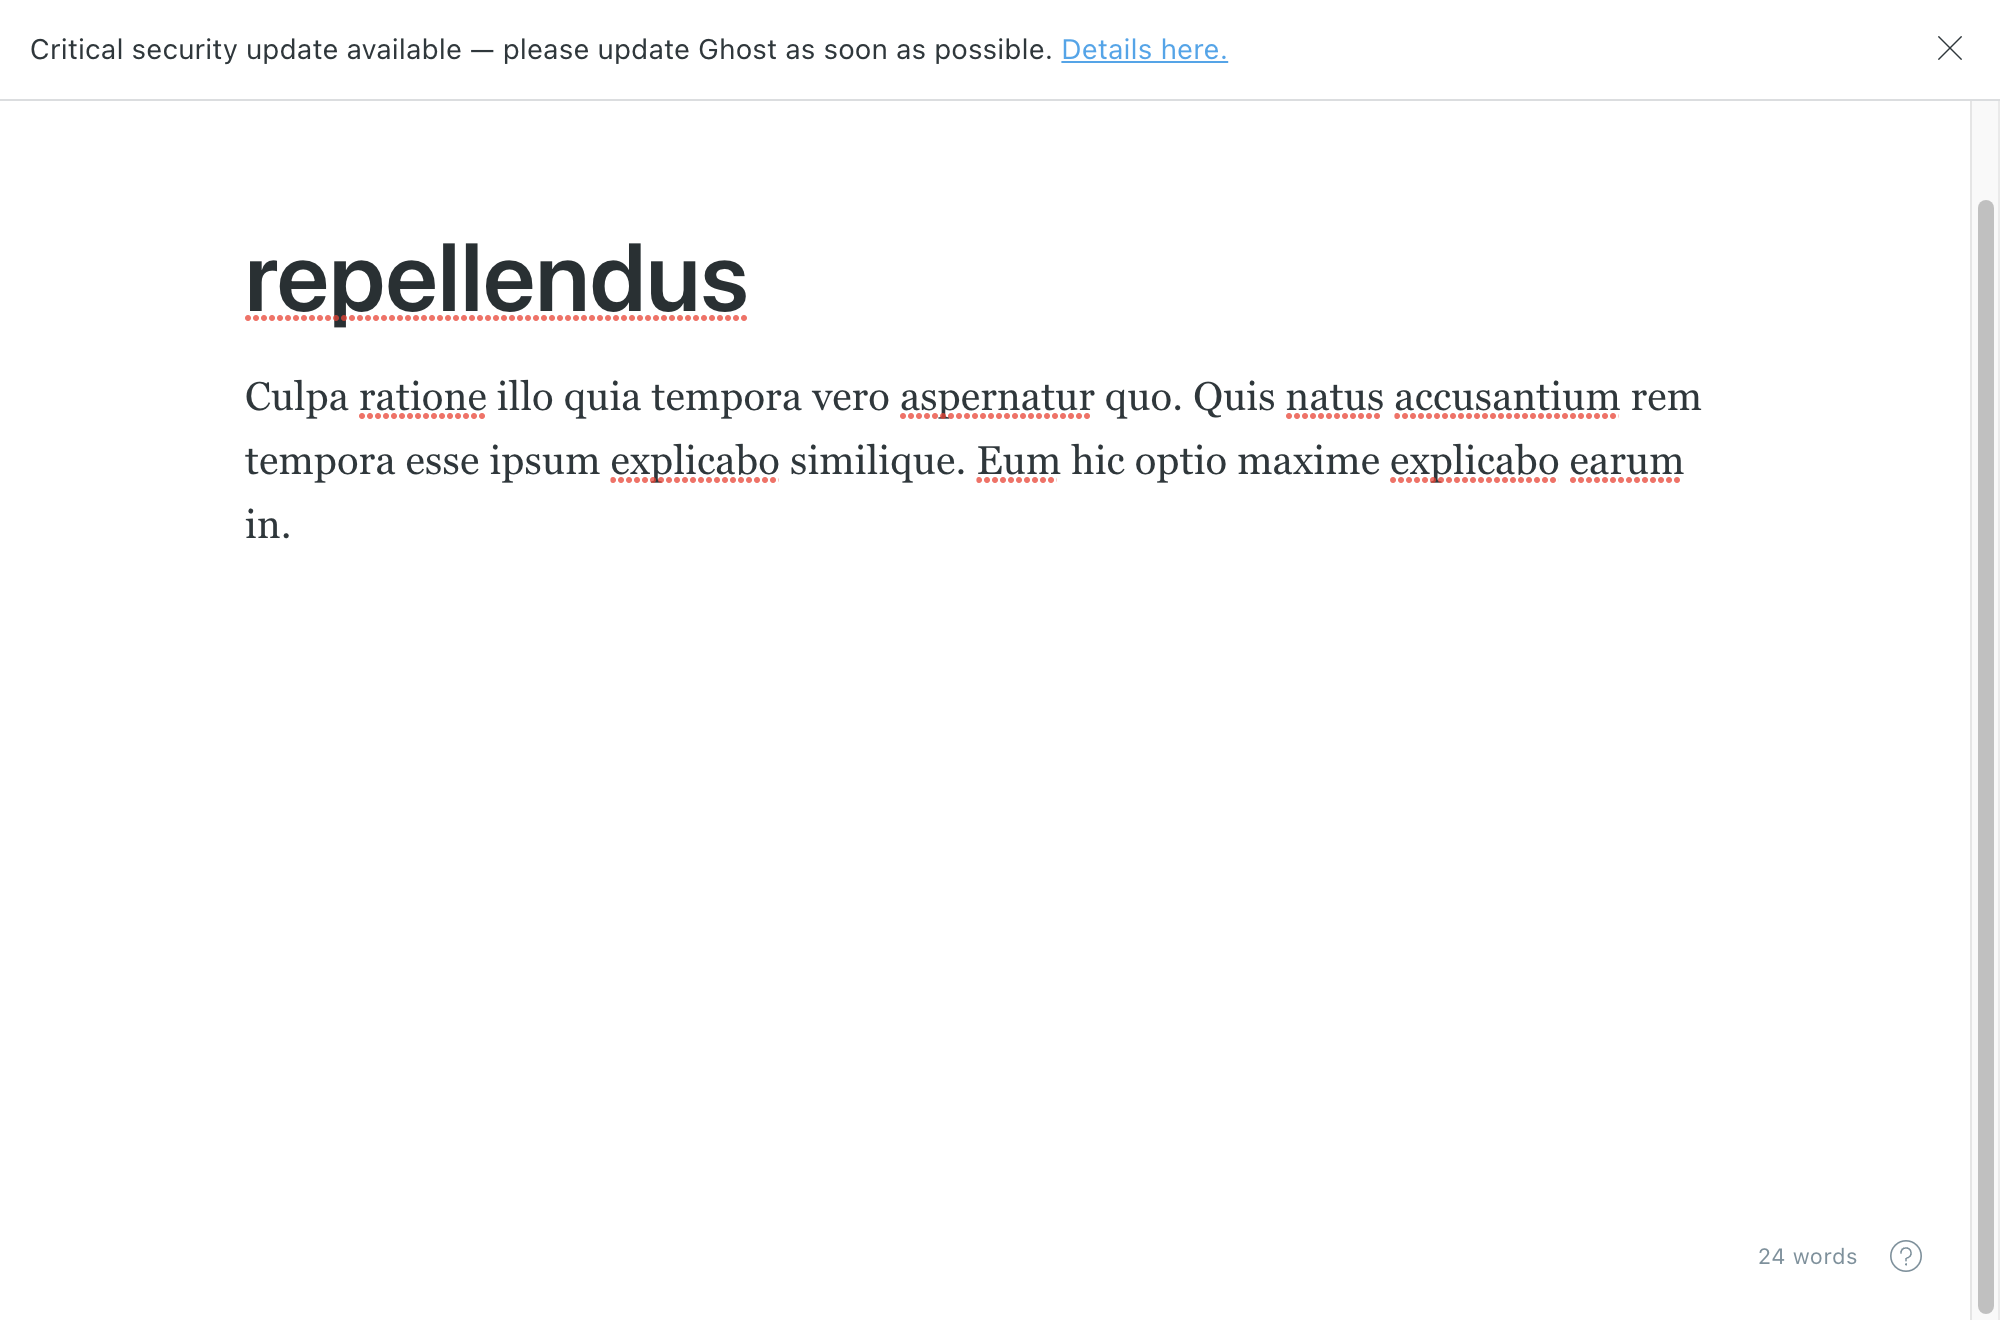 Critical security update available — please update Ghost as soon as possible. Details here.
repellendus
Culpa ratione illo quia tempora vero aspernatur quo. Quis natus accusantium rem
tempora esse ipsum explicabo similique. Eum hic optio maxime explicabo earum
in.
24 words ?